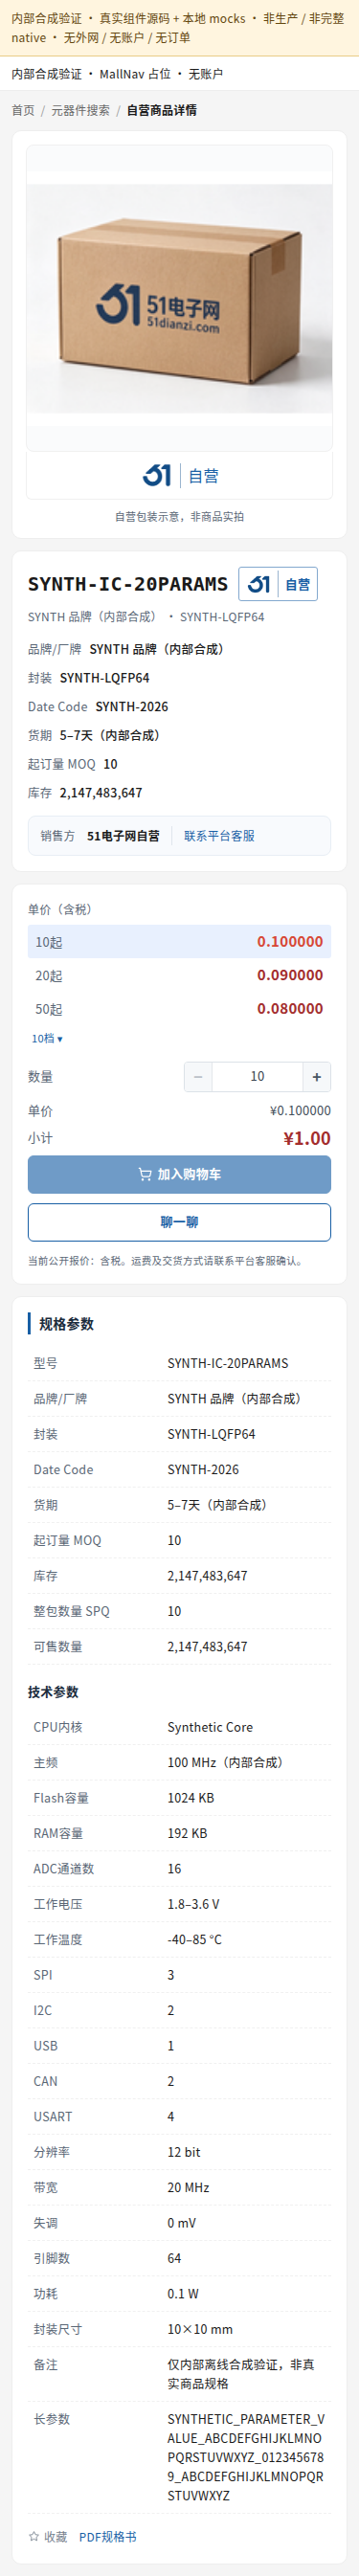 内部合成验证 • 真实组件源码 + 本地 mocks • 非生产 / 非完整
native • 无外网 / 无账户 / 无订单
内部合成验证 • MallNav 占位 • 无账户
首页 / 元器件搜索 / 自营商品详情
51电子网
51dianzi.com
51 自营
自营包装示意，非商品实拍
SYNTH-IC-20PARAMS 51 自营
SYNTH 品牌（内部合成） • SYNTH-LQFP64
品牌/厂牌 SYNTH 品牌（内部合成）
封装 SYNTH-LQFP64
Date Code SYNTH-2026
货期 5–7天（内部合成）
起订量 MOQ 10
库存 2,147,483,647
销售方 51电子网自营 联系平台客服
单价（含税）
10起 0.100000
20起 0.090000
50起 0.080000
10档 ▾
数量 − 10 +
单价 ¥0.100000
小计 ¥1.00
加入购物车
聊一聊
当前公开报价：含税。运费及交货方式请联系平台客服确认。
规格参数
型号 SYNTH-IC-20PARAMS
品牌/厂牌 SYNTH 品牌（内部合成）
封装 SYNTH-LQFP64
Date Code SYNTH-2026
货期 5–7天（内部合成）
起订量 MOQ 10
库存 2,147,483,647
整包数量 SPQ 10
可售数量 2,147,483,647
技术参数
CPU内核 Synthetic Core
主频 100 MHz（内部合成）
Flash容量 1024 KB
RAM容量 192 KB
ADC通道数 16
工作电压 1.8–3.6 V
工作温度 -40–85 °C
SPI 3
I2C 2
USB 1
CAN 2
USART 4
分辨率 12 bit
带宽 20 MHz
失调 0 mV
引脚数 64
功耗 0.1 W
封装尺寸 10×10 mm
备注 仅内部离线合成验证，非真
实商品规格
长参数 SYNTHETIC_PARAMETER_V
ALUE_ABCDEFGHIJKLMNO
PQRSTUVWXYZ_012345678
9_ABCDEFGHIJKLMNOPQR
STUVWXYZ
收藏 PDF规格书